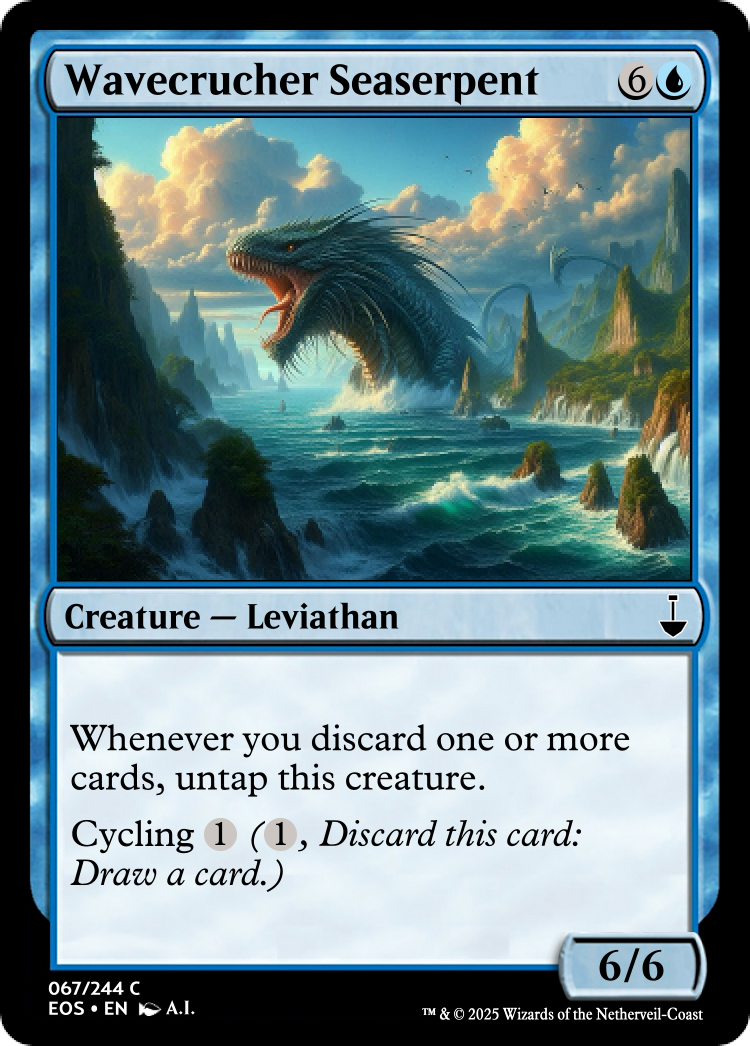 Wavecrucher Seaserpent 6
Creature — Leviathan
Whenever you discard one or more
cards, untap this creature.
Cycling 1 (1, Discard this card:
Draw a card.)
6/6
067/244 C
EOS • EN A.I.
™ & © 2025 Wizards of the Netherveil-Coast